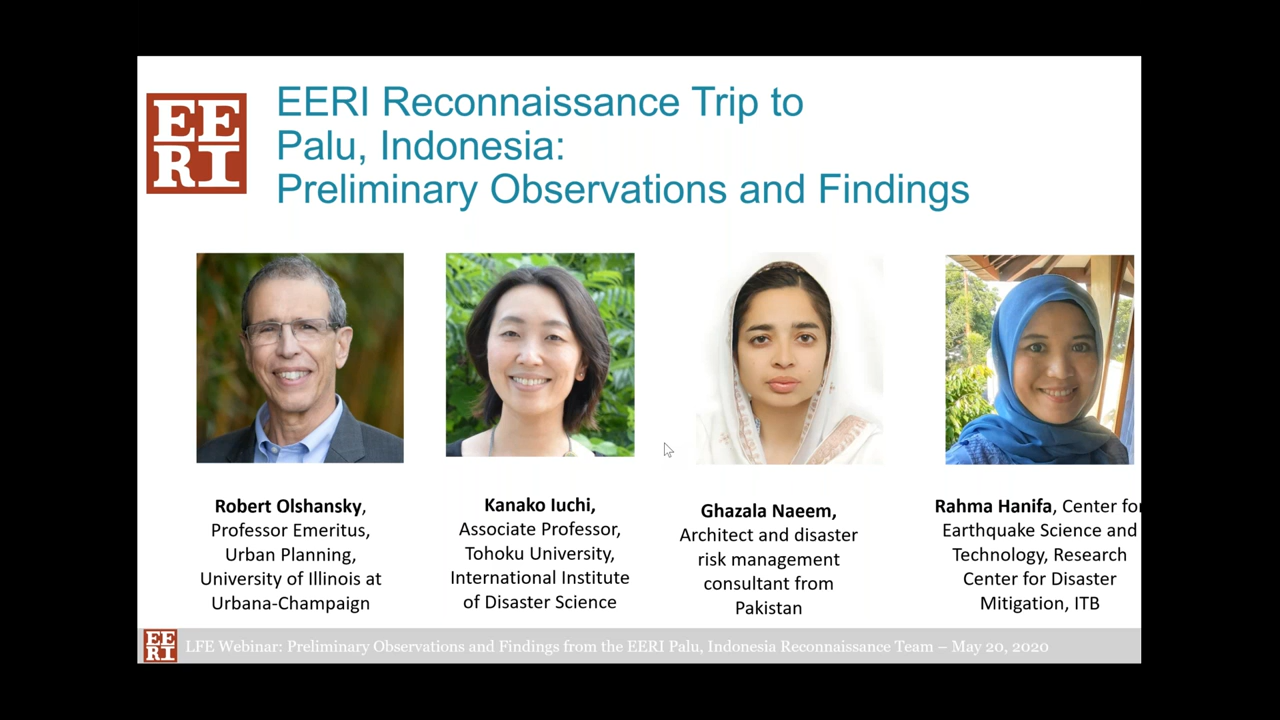 EE
RI
EERI Reconnaissance Trip to
Palu, Indonesia:
Preliminary Observations and Findings
Robert Olshansky,
Professor Emeritus,
Urban Planning,
University of Illinois at
Urbana-Champaign
Kanako Iuchi,
Associate Professor,
Tohoku University,
International Institute
of Disaster Science
Ghazala Naeem,
Architect and disaster
risk management
consultant from
Pakistan
Rahma Hanifa, Center for
Earthquake Science and
Technology, Research
Center for Disaster
Mitigation, ITB
EE
RI
LFE Webinar: Preliminary Observations and Findings from the EERI Palu, Indonesia Reconnaissance Team – May 20, 2020